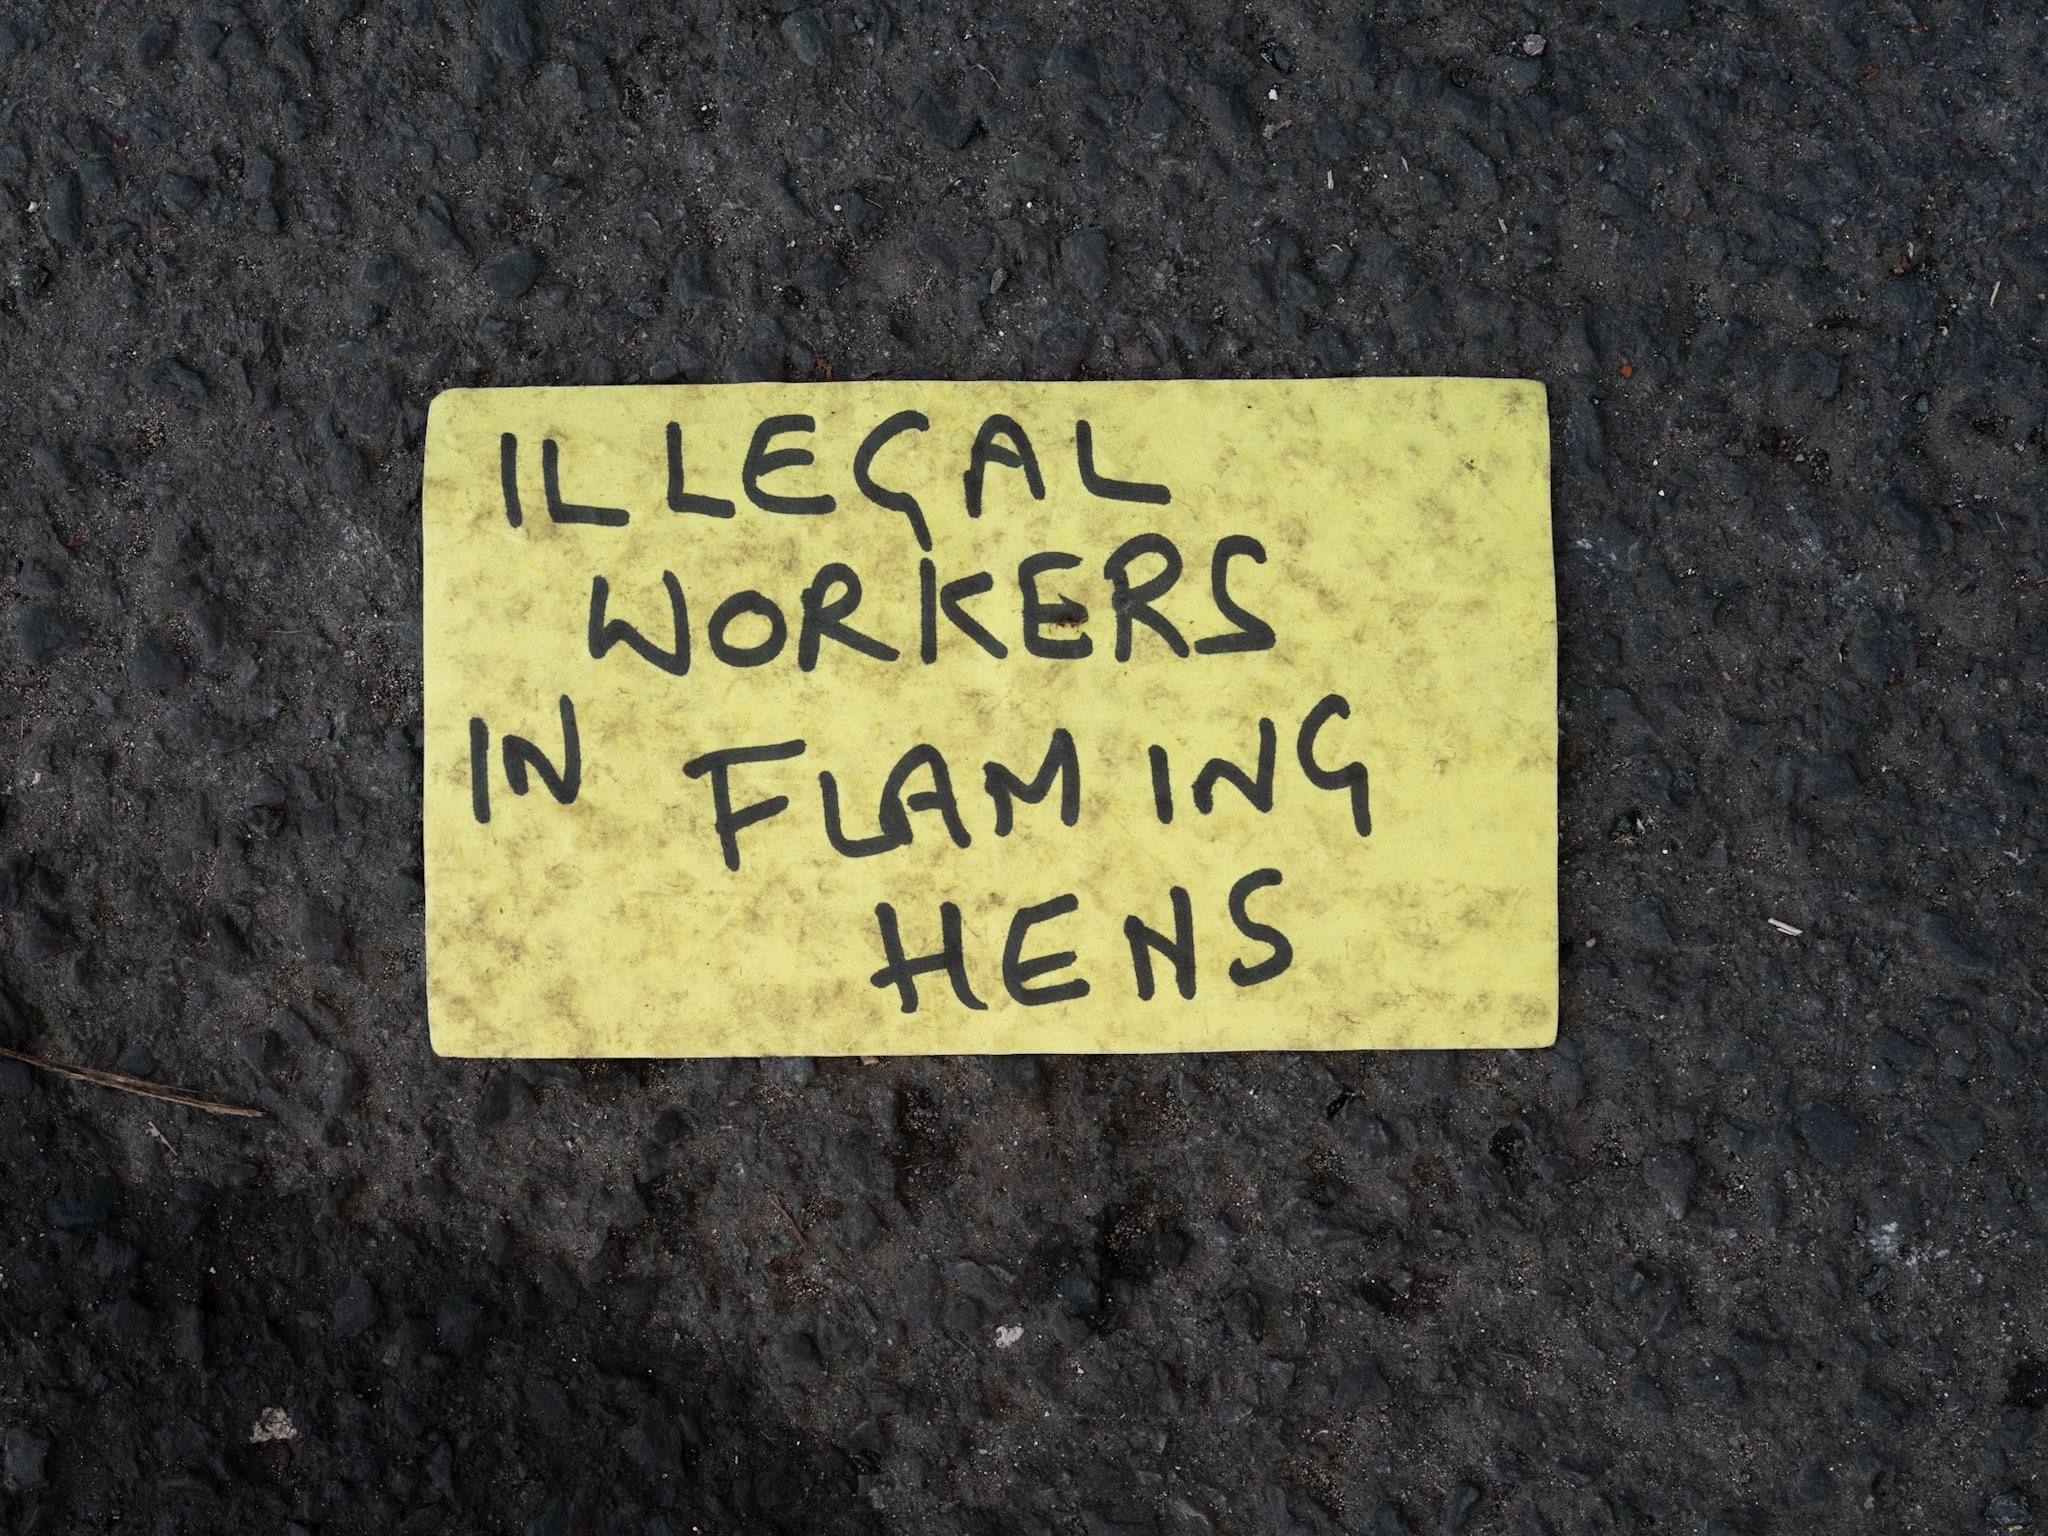 ILLEGAL
WORKERS
IN FLAMING
HENS